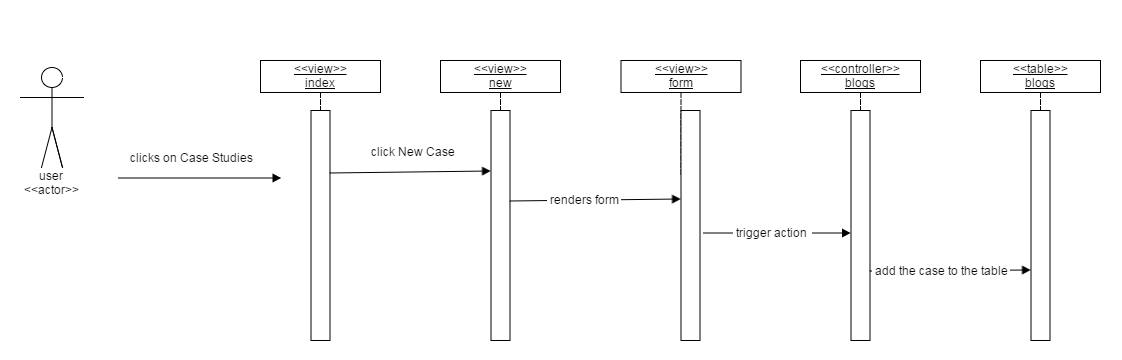 <<view>>
index
<<view>>
new
<<view>>
form
<<controller>>
blogs
<<table>>
blogs
user
<<actor>>
clicks on Case Studies
click New Case
renders form
trigger action
add the case to the table